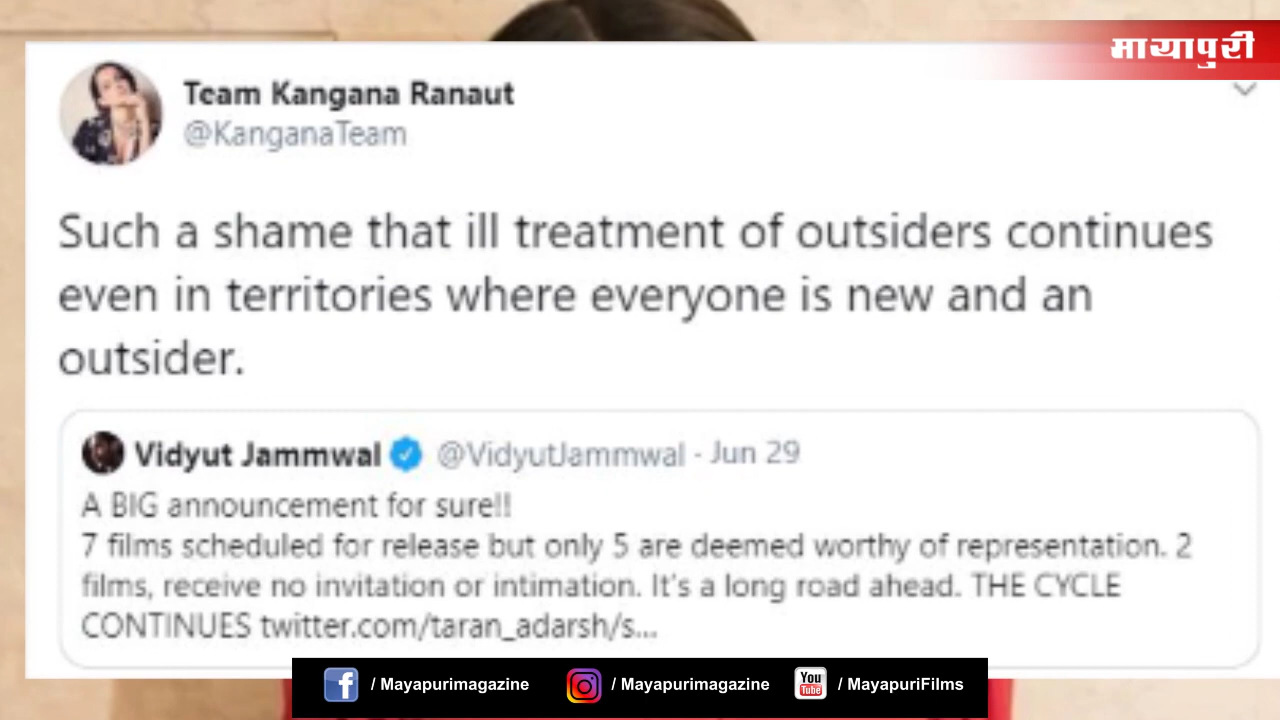 मायापुरी
Team Kangana Ranaut
@KanganaTeam
Such a shame that ill treatment of outsiders continues
even in territories where everyone is new and an
outsider.
Vidyut Jammwal @VidyutJammwal · Jun 29
A BIG announcement for sure!!
7 films scheduled for release but only 5 are deemed worthy of representation. 2
films, receive no invitation or intimation. It's a long road ahead. THE CYCLE
CONTINUES twitter.com/taran_adarsh/s...
/ Mayapurimagazine / Mayapurimagazine You Tube / MayapuriFilms